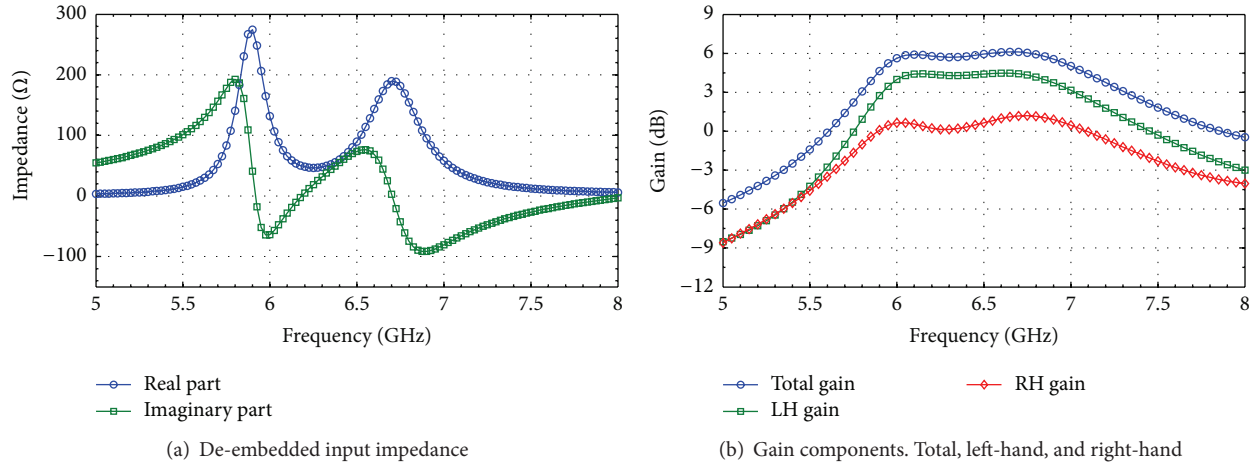 300
200
100
0
−100
Impedance (Ω)
5
5.5
6
6.5
7
7.5
8
Frequency (GHz)
Real part
Imaginary part
(a) De-embedded input impedance
9
6
3
0
−3
−6
−9
−12
Gain (dB)
5
5.5
6
6.5
7
7.5
8
Frequency (GHz)
Total gain
LH gain
RH gain
(b) Gain components. Total, left-hand, and right-hand